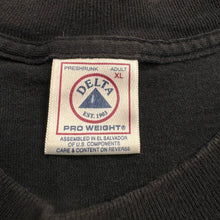 PRESHRUNK ADULT
XL
DELTA
EST. 1903
PRO WEIGHT®
ASSEMBLED IN EL SALVADOR
OF U.S. COMPONENTS
CARE & CONTENT ON REVERSE